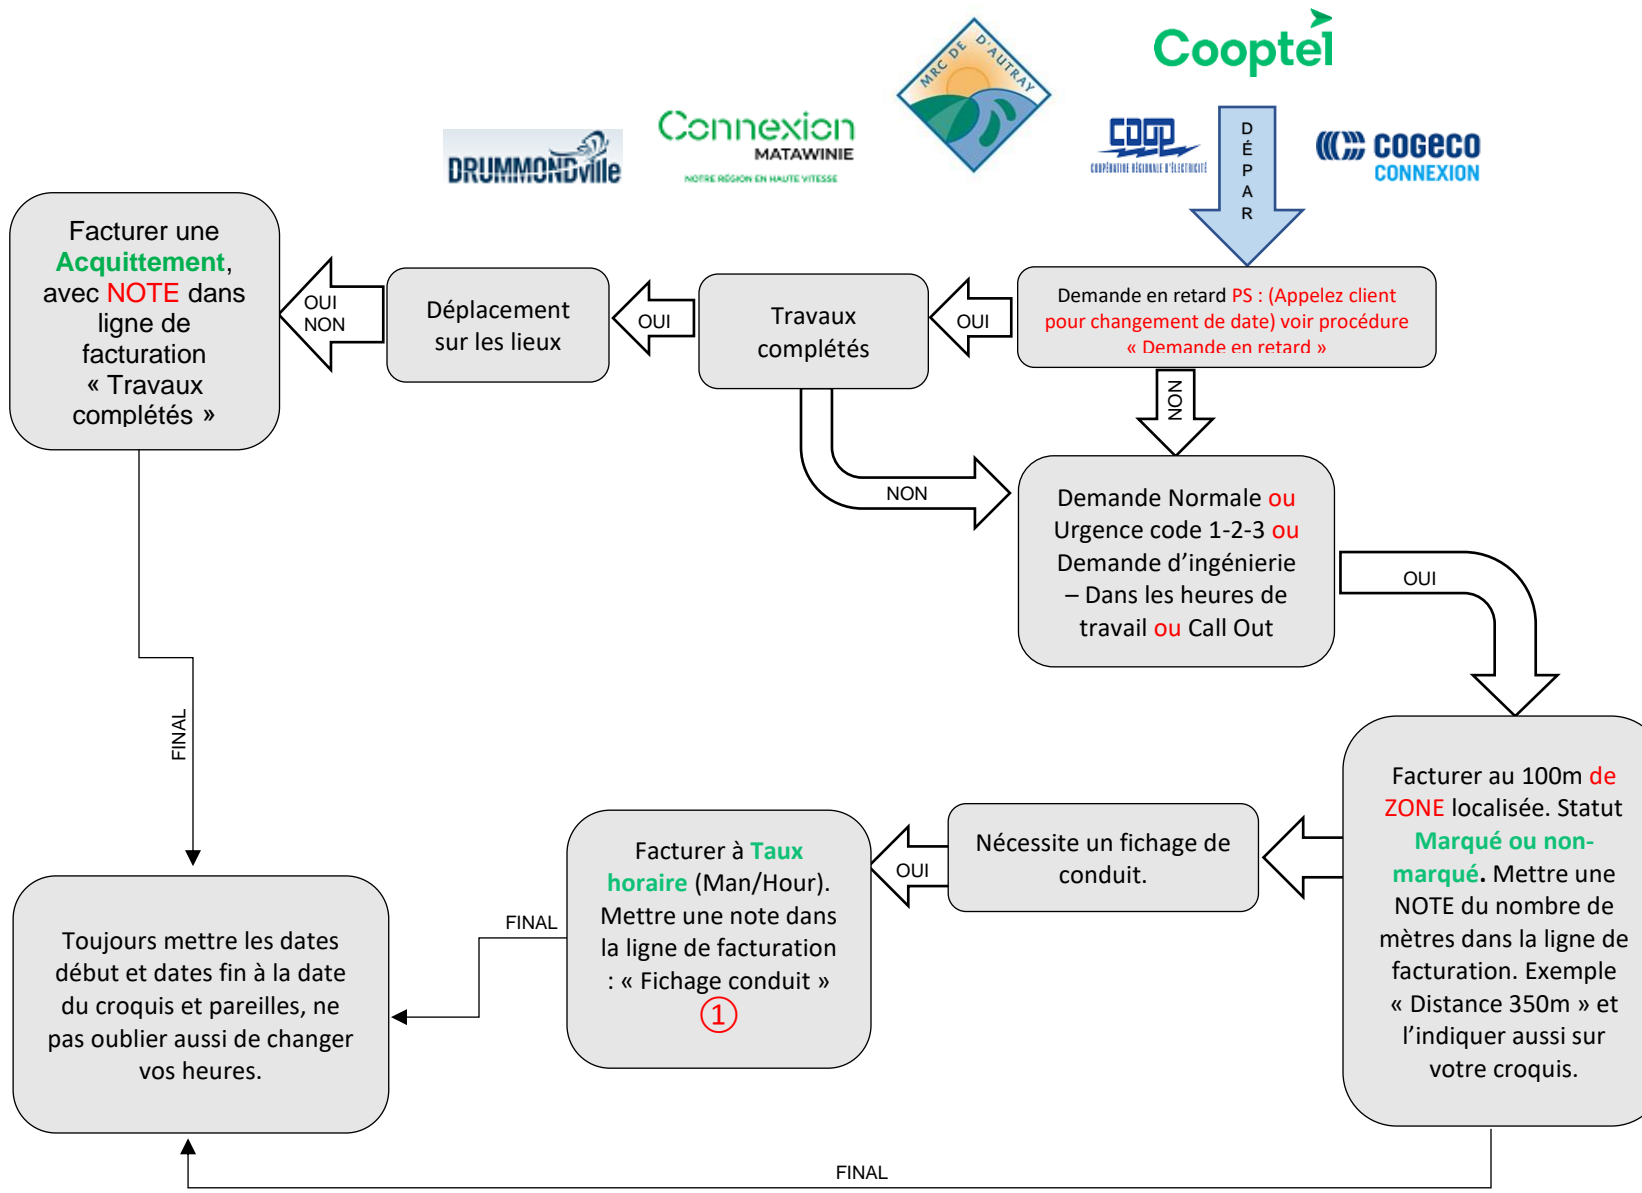 Cooptel
MRC DE D'AUTRAY
Connexion
MATAWINIE
NOTRE RÉGION EN HAUTE VITESSE
DRUMMONDville
COOP
COOPÉRATIVE RÉGIONALE D'ÉLECTRICITÉ
COGECO
CONNEXION
D
É
P
A
R
Demande en retard PS : (Appelez client
pour changement de date) voir procédure
« Demande en retard »
OUI
Travaux
complétés
OUI
Déplacement
sur les lieux
OUI
NON
Facturer une
Acquittement,
avec NOTE dans
ligne de
facturation
« Travaux
complétés »
NON
NON
Demande Normale ou
Urgence code 1-2-3 ou
Demande d'ingénierie
– Dans les heures de
travail ou Call Out
OUI
Facturer au 100m de
ZONE localisée. Statut
Marqué ou non-
marqué. Mettre une
NOTE du nombre de
mètres dans la ligne de
facturation. Exemple
« Distance 350m » et
l'indiquer aussi sur
votre croquis.
Nécessite un fichage de
conduit.
OUI
Facturer à Taux
horaire (Man/Hour).
Mettre une note dans
la ligne de facturation
: « Fichage conduit »
①
FINAL
FINAL
Toujours mettre les dates
début et dates fin à la date
du croquis et pareilles, ne
pas oublier aussi de changer
vos heures.
FINAL